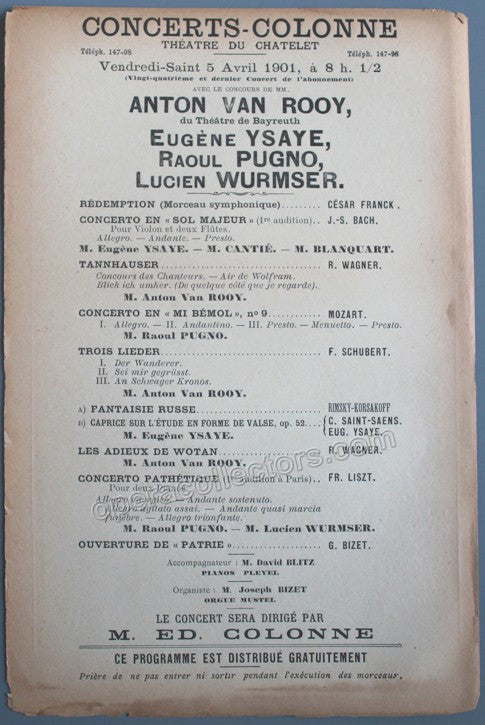 CONCERTS-COLONNE
THÉATRE DU CHATELET
Téléph. 147-98 Téléph. 147-98
Vendredi-Saint 5 Avril 1901, à 8 h. 1/2
(Vingt-quatrième et dernier Concert de l'abonnement)
AVEC LE CONCOURS DE MM.
ANTON VAN ROOY,
du Théâtre de Bayreuth
EUGÈNE YSAYE,
RAOUL PUGNO,
LUCIEN WURMSER.
RÉDEMPTION (Morceau symphonique)......... CÉSAR FRANCK.
CONCERTO EN « SOL MAJEUR » (1re audition).. J.-S. BACH.
Pour Violon et deux Flûtes.
Allegro. — Andante. — Presto.
M. Eugène YSAYE. — M. CANTIÉ. — M. BLANQUART.
TANNHAUSER................................ R. WAGNER.
Concours des Chanteurs. — Air de Wolfram.
Blick ich umher. (De quelque côté que je regarde).
M. Anton Van ROOY.
CONCERTO EN « MI BÉMOL », no 9............ MOZART.
I. Allegro. — II. Andantino. — III. Presto. — Menuetto. — Presto.
M. Raoul PUGNO.
TROIS LIEDER............................... F. SCHUBERT.
I. Der Wanderer.
II. Sei mir gegrüsst.
III. An Schwager Kronos.
M. Anton Van ROOY.
A) FANTAISIE RUSSE......................... RIMSKY-KORSAKOFF
B) CAPRICE SUR L'ÉTUDE EN FORME DE VALSE, op. 52.... { C. SAINT-SAENS.
M. Eugène YSAYE. EUG. YSAYE.
LES ADIEUX DE WOTAN....................... R. WAGNER.
M. Anton Van ROOY.
CONCERTO PATHÉTIQUE (1re audition à Paris).. FR. LISZT.
Pour deux Pianos.
Allegro — Andante sostenuto.
Allegro agitato assai. — Andante quasi marcia
funèbre. — Allegro trionfante.
M. Raoul PUGNO. — M. Lucien WURMSER.
OUVERTURE DE « PATRIE »................... G. BIZET.
Accompagnateur : M. David BLITZ
PIANOS PLEYEL
Organiste : M. Joseph BIZET
ORGUE MUSTEL
LE CONCERT SERA DIRIGÉ PAR
M. ED. COLONNE
CE PROGRAMME EST DISTRIBUÉ GRATUITEMENT
Prière de ne pas entrer ni sortir pendant l'exécution des morceaux.